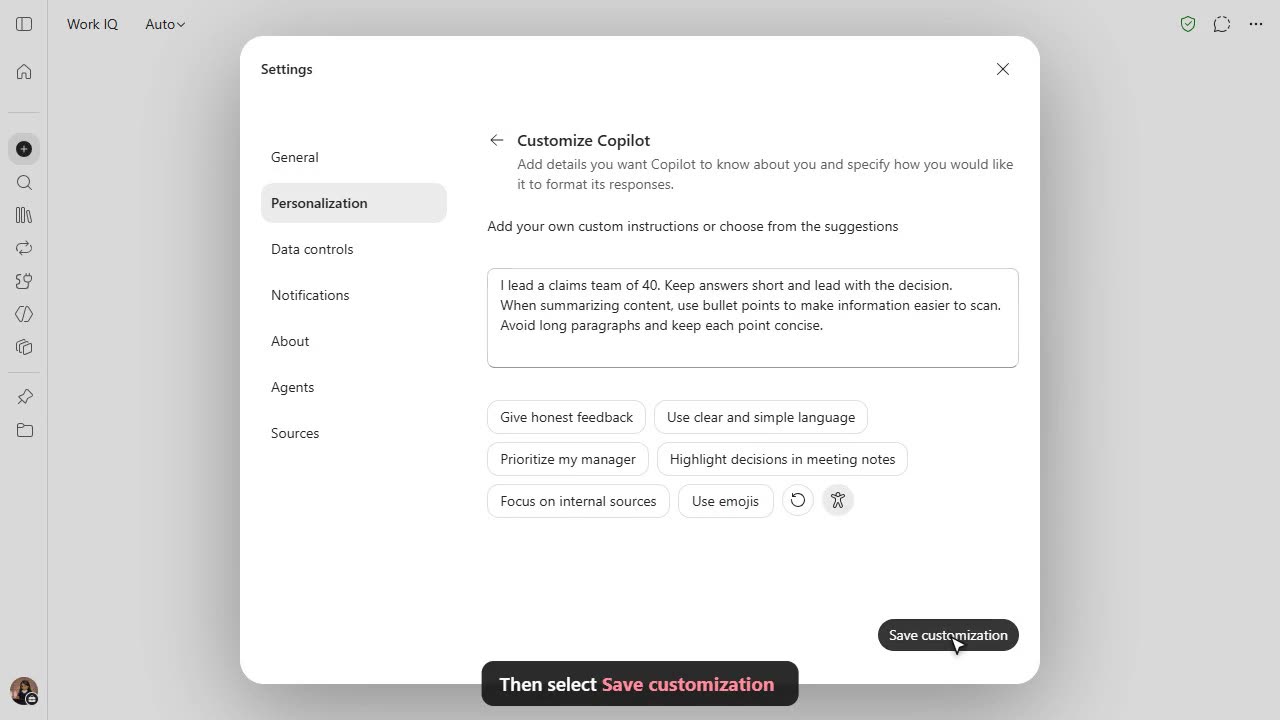 Work IQ
Auto
Settings
General
Personalization
Data controls
Notifications
About
Agents
Sources
Customize Copilot
Add details you want Copilot to know about you and specify how you would like
it to format its responses.
Add your own custom instructions or choose from the suggestions
I lead a claims team of 40. Keep answers short and lead with the decision.
When summarizing content, use bullet points to make information easier to scan.
Avoid long paragraphs and keep each point concise.
Give honest feedback
Use clear and simple language
Prioritize my manager
Highlight decisions in meeting notes
Focus on internal sources
Use emojis
Save customization
Then select Save customization